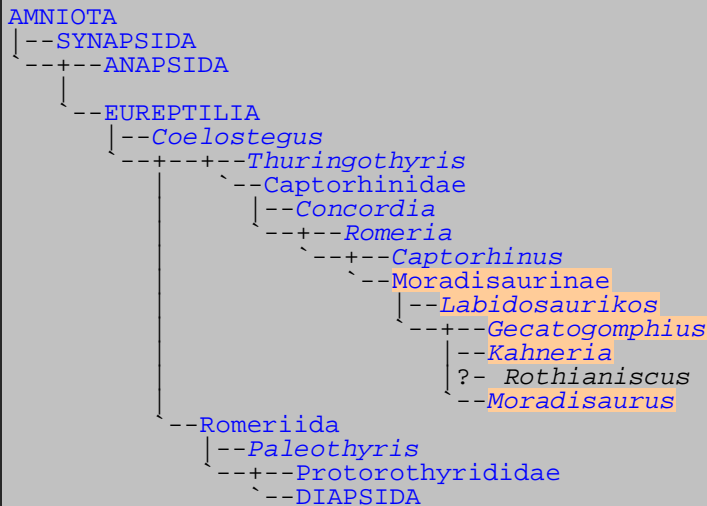 AMNIOTA
|--SYNAPSIDA
`--+--ANAPSIDA
|
`--EUREPTILIA
|--Coelostegus
`--+--+--Thuringothyris
| `--Captorhinidae
| |--Concordia
| `--+--Romeria
| `--+--Captorhinus
| `--Moradisaurinae
| |--Labidosaurikos
| `--+--Gecatogomphius
| |--Kahneria
| |?- Rothianiscus
| `--Moradisaurus
`--Romeriida
|--Paleothyris
`--+--Protorothyrididae
`--DIAPSIDA